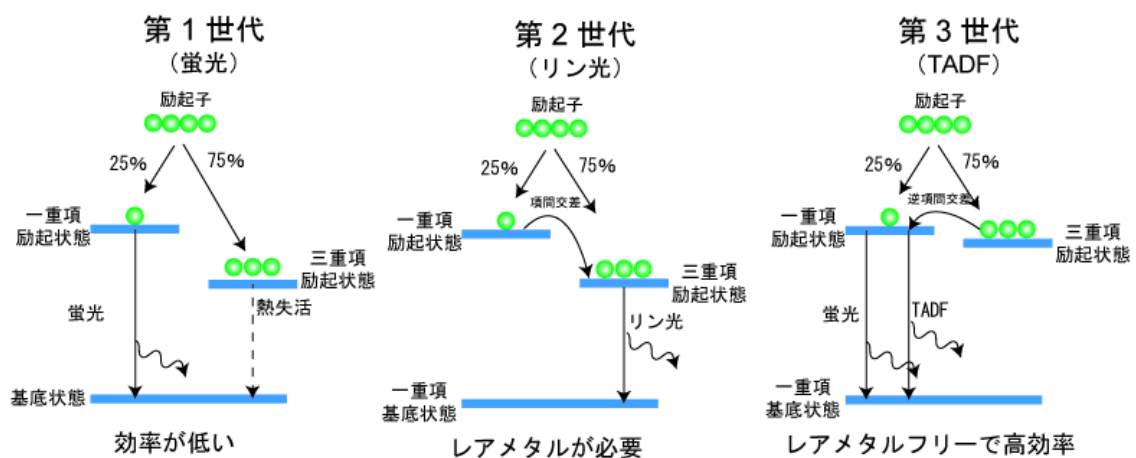 第1世代
（蛍光）
励起子
25%
75%
一重項
励起状態
三重項
励起状態
熱失活
蛍光
基底状態
効率が低い
第2世代
（リン光）
励起子
25%
75%
項間交差
一重項
励起状態
三重項
励起状態
リン光
一重項
基底状態
レアメタルが必要
第3世代
（TADF）
励起子
25%
75%
逆項間交差
一重項
励起状態
三重項
励起状態
蛍光
TADF
一重項
基底状態
レアメタルフリーで高効率